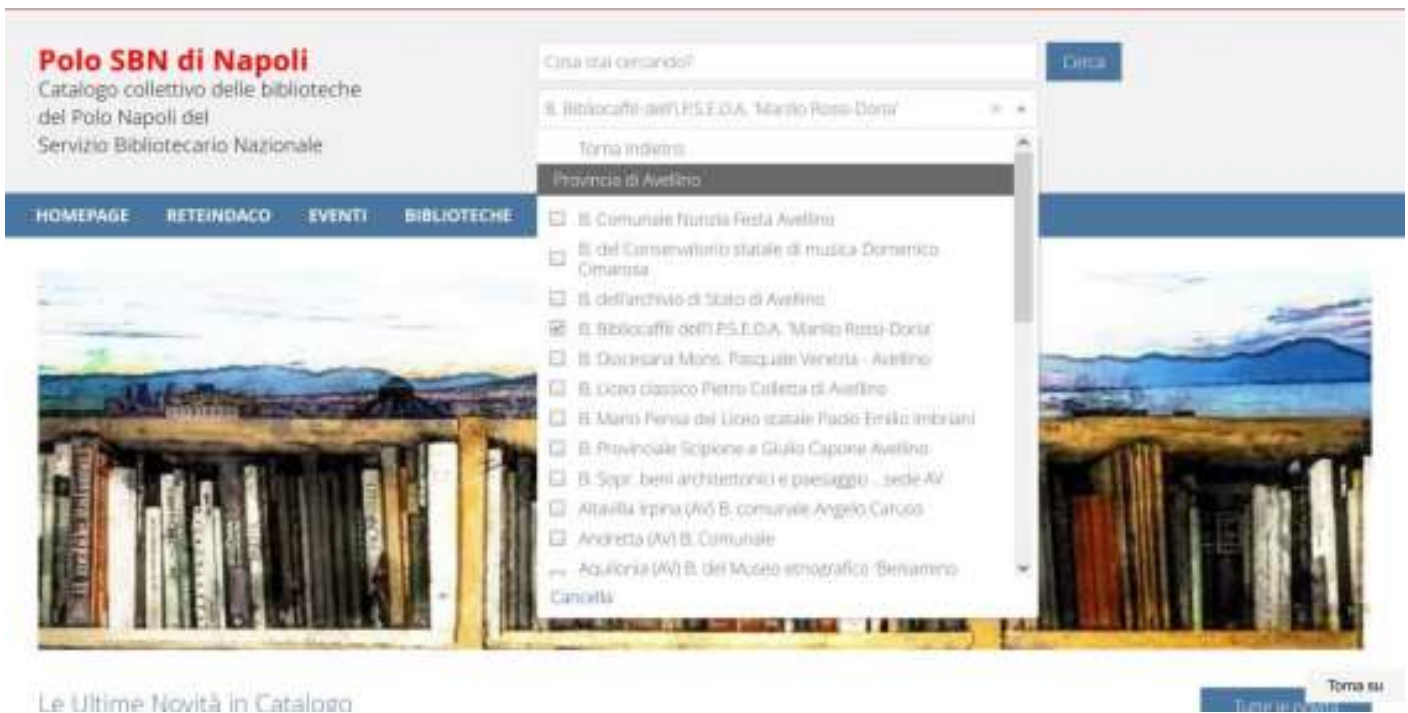 Polo SBN di Napoli
Catalogo collettivo delle biblioteche
del Polo Napoli del
Servizio Bibliotecario Nazionale
Cosa stai cercando?
Cerca
B. Bibliocaffè dell'I.P.S.E.O.A. 'Manlio Rossi-Doria'
Torna indietro
Provincia di Avellino
HOMEPAGE RETEINDACO EVENTI BIBLIOTECHE
B. Comunale Nunzia Festa Avellino
B. del Conservatorio statale di musica Domenico
Cimarosa
B. dell'archivio di Stato di Avellino
B. Bibliocaffè dell'I.P.S.E.O.A. 'Manlio Rossi-Doria'
B. Diocesana Mons. Pasquale Venezia - Avellino
B. Liceo classico Pietro Colletta di Avellino
B. Mario Pensa del Liceo statale Paolo Emilio Imbriani
B. Provinciale Scipione e Giulio Capone Avellino
B. Sopr. beni architettonici e paesaggio ... sede AV
Altavilla Irpina (AV) B. comunale Angelo Caruso
Andretta (AV) B. Comunale
Aquilonia (AV) B. del Museo etnografico 'Beniamino
Cancella
Le Ultime Novità in Catalogo
Tutte le novità
Torna su